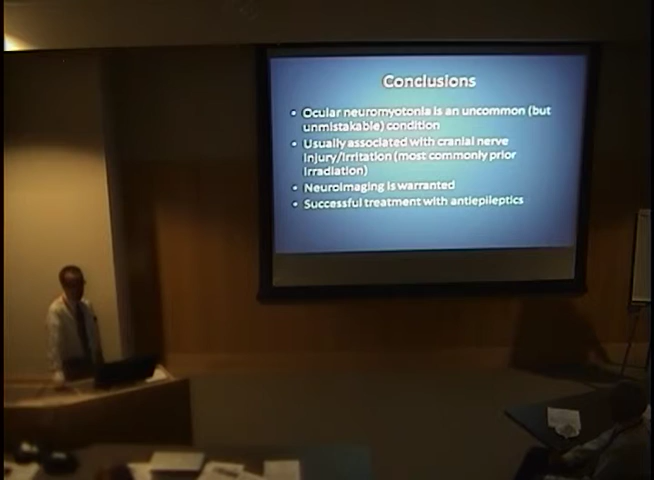 Conclusions
• Ocular neuromyotonia is an uncommon (but
unmistakable) condition
• Usually associated with cranial nerve
injury/irritation (most commonly prior
irradiation)
• Neuroimaging is warranted
• Successful treatment with antiepileptics